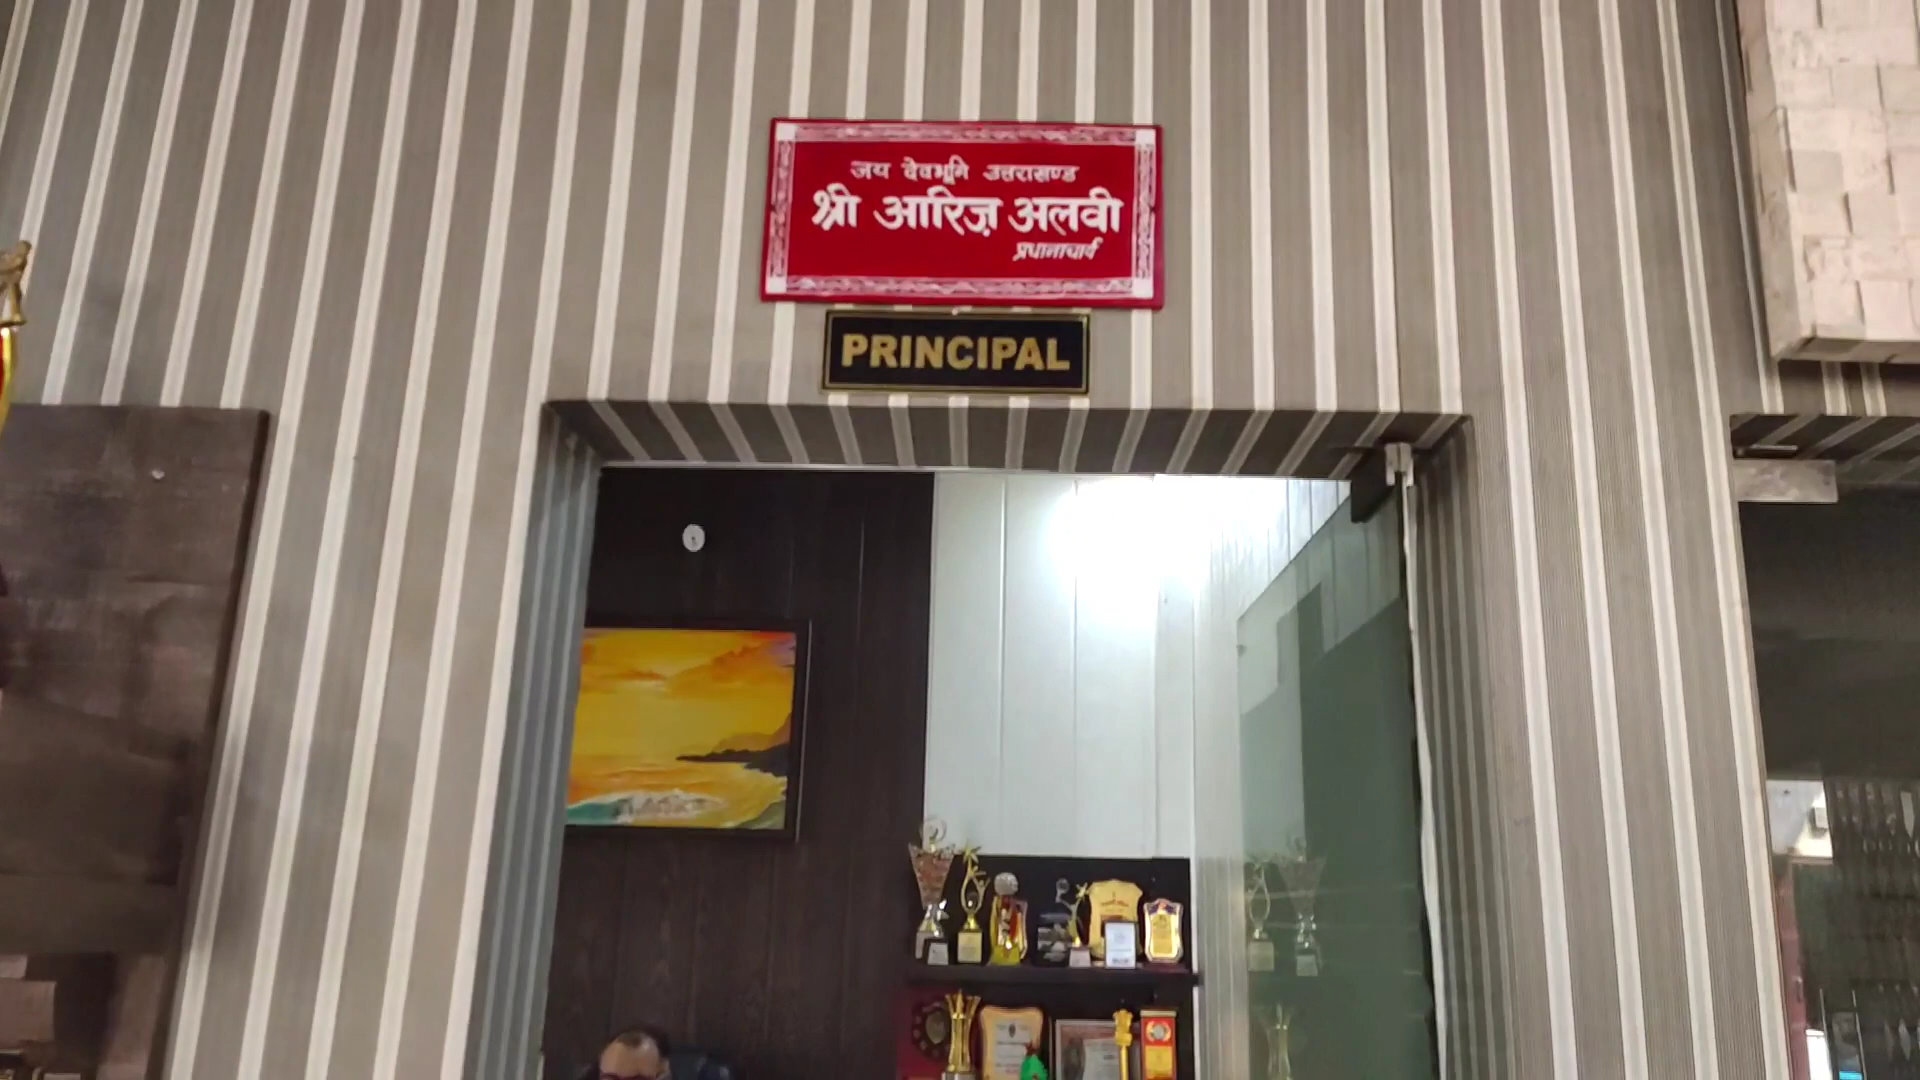 जय देवभूमि उत्तराखण्ड
श्री आरिज़ अलवी
प्रधानाचार्य
PRINCIPAL